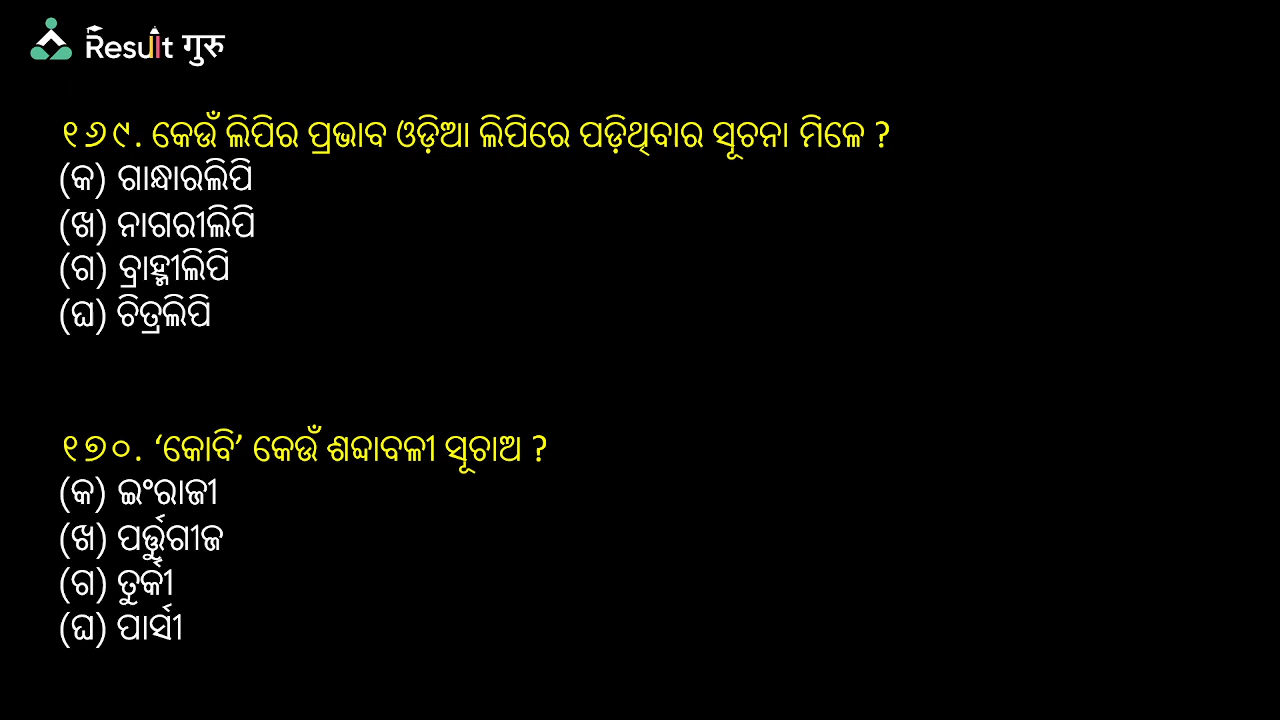 Result गुरु
୧୬୯. କେଉଁ ଲିପିର ପ୍ରଭାବ ଓଡ଼ିଆ ଲିପିରେ ପଡ଼ିଥିବାର ସୂଚନା ମିଳେ ?
(କ) ଗାନ୍ଧାରଲିପି
(ଖ) ନାଗରୀଲିପି
(ଗ) ବ୍ରାହ୍ମୀଲିପି
(ଘ) ଚିତ୍ରଲିପି
୧୭୦. ‘କୋବି’ କେଉଁ ଶବ୍ଦାବଳୀ ସୂଚାଅ ?
(କ) ଇଂରାଜୀ
(ଖ) ପର୍ତ୍ତୁଗୀଜ
(ଗ) ତୁର୍କୀ
(ଘ) ପାର୍ସୀ